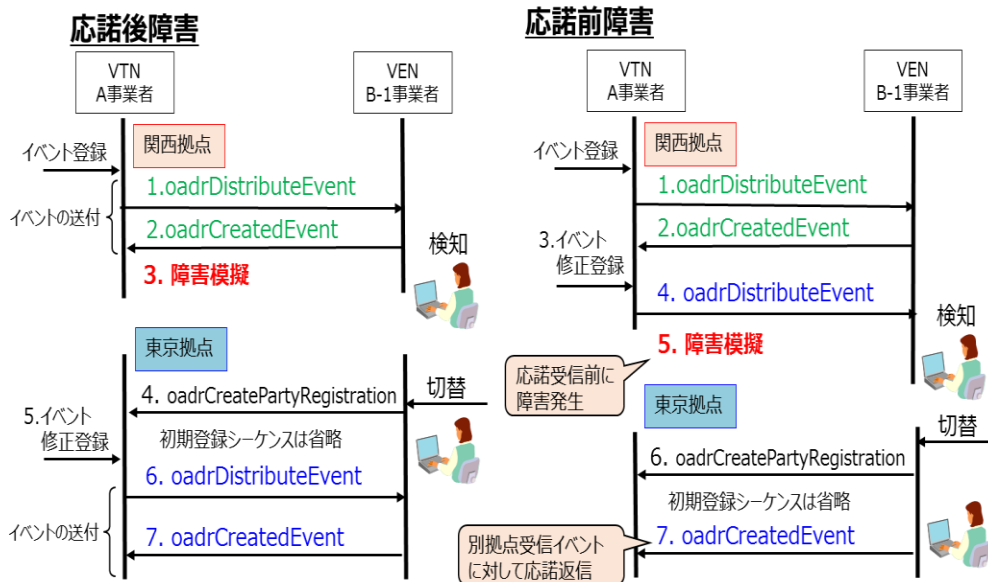 応諾後障害
VTN
A事業者
VEN
B-1事業者
関西拠点
イベント登録
1.oadrDistributeEvent
イベントの送付
2.oadrCreatedEvent
検知
3. 障害模擬
東京拠点
4. oadrCreatePartyRegistration
切替
5.イベント
修正登録
初期登録シーケンスは省略
6. oadrDistributeEvent
イベントの送付
7. oadrCreatedEvent
応諾前障害
VTN
A事業者
VEN
B-1事業者
関西拠点
イベント登録
1.oadrDistributeEvent
2.oadrCreatedEvent
3.イベント
修正登録
4. oadrDistributeEvent
検知
5. 障害模擬
応諾受信前に
障害発生
東京拠点
切替
6. oadrCreatePartyRegistration
初期登録シーケンスは省略
7. oadrCreatedEvent
別拠点受信イベント
に対して応諾返信